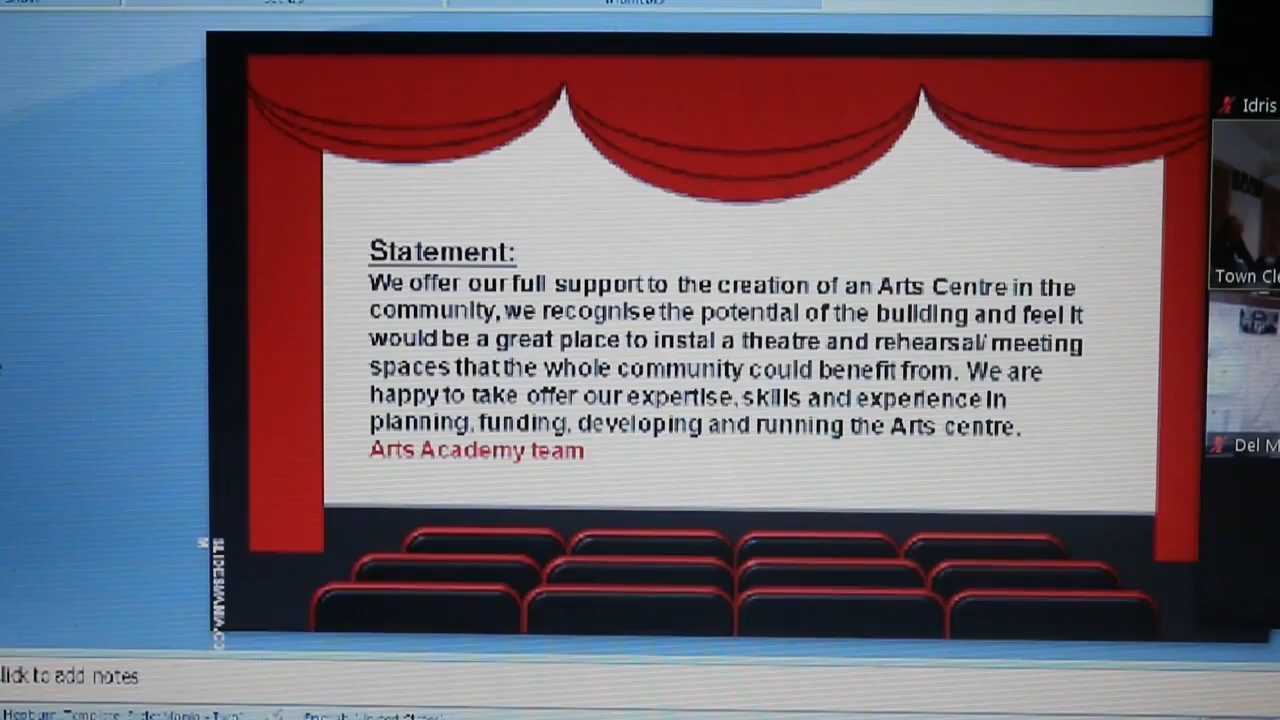 Idris
Town Cle
Del M
Statement:
We offer our full support to the creation of an Arts Centre in the
community, we recognise the potential of the building and feel it
would be a great place to instal a theatre and rehearsal/ meeting
spaces that the whole community could benefit from. We are
happy to take offer our expertise, skills and experience in
planning, funding, developing and running the Arts centre.
Arts Academy team
SLIDESMANIA.CO
M
lick to add notes